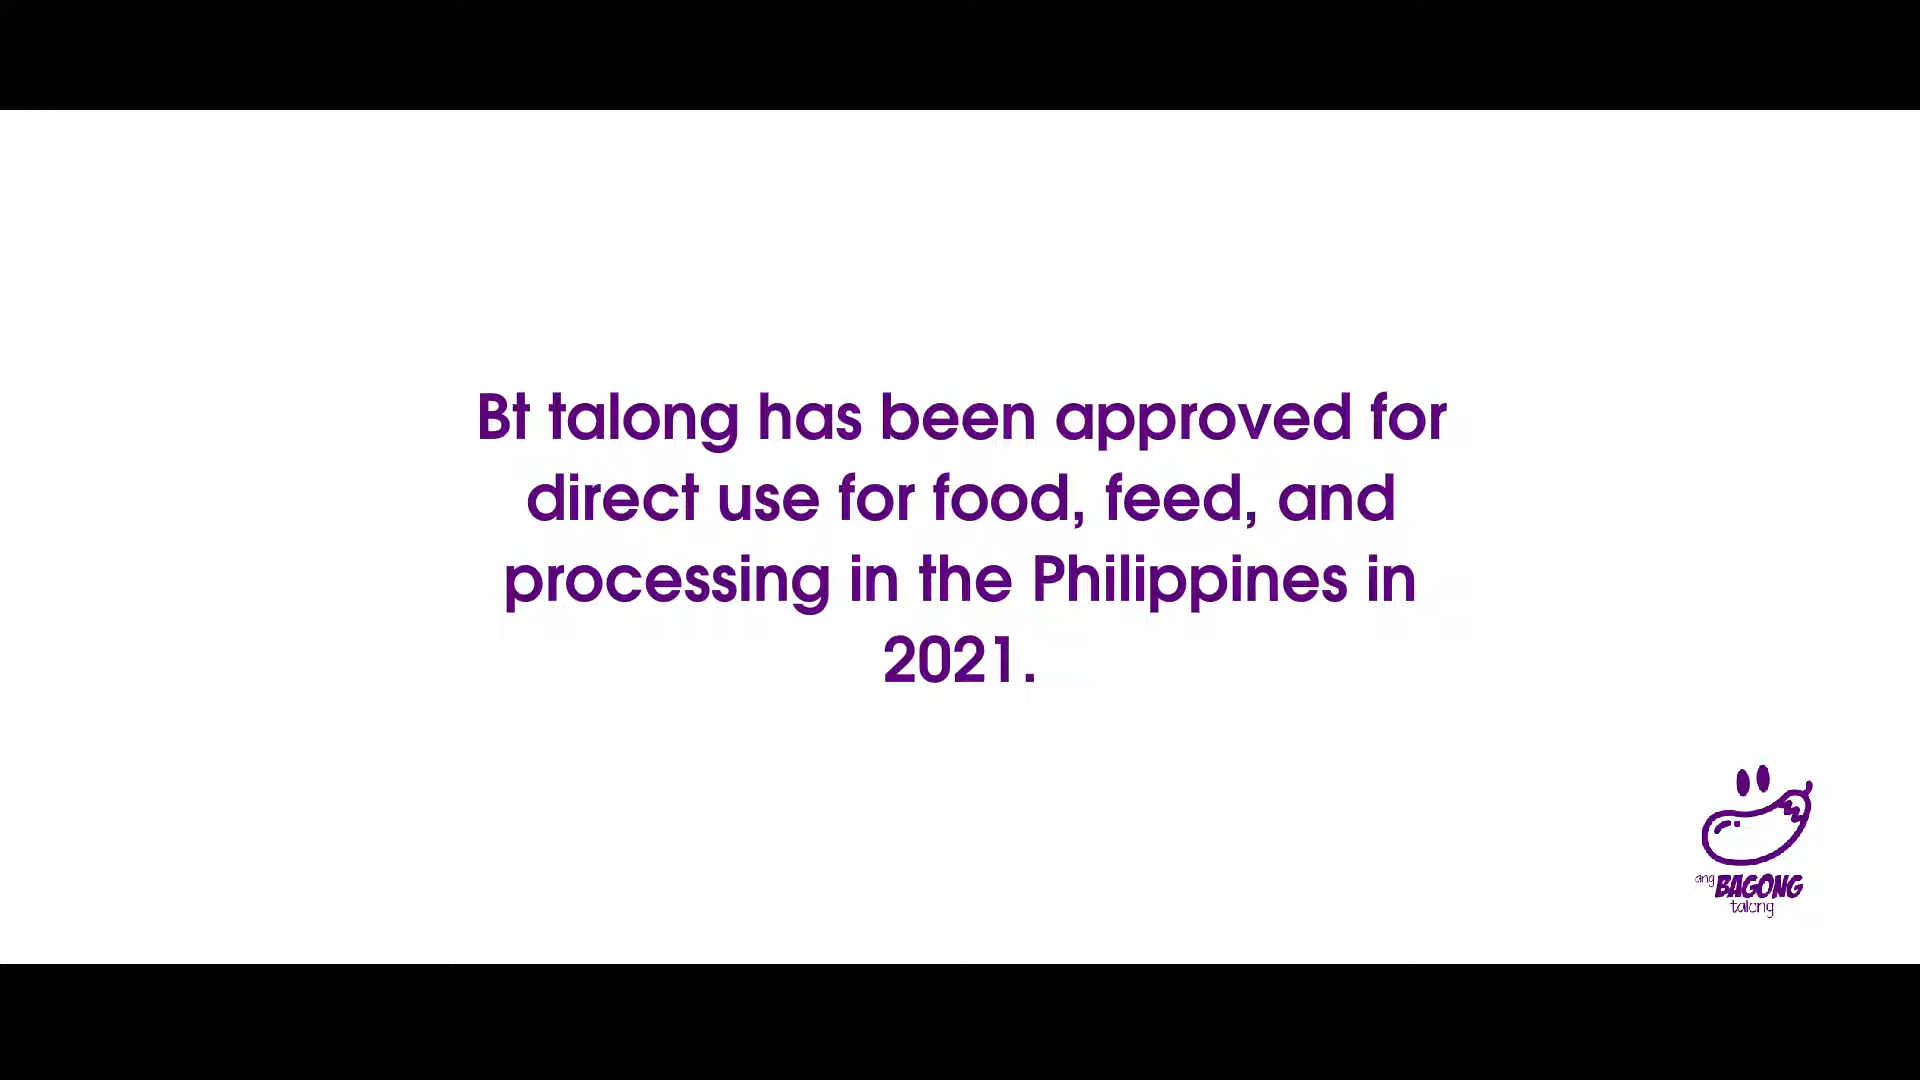 Bt talong has been approved for
direct use for food, feed, and
processing in the Philippines in
2021.
ang BAGONG
talong